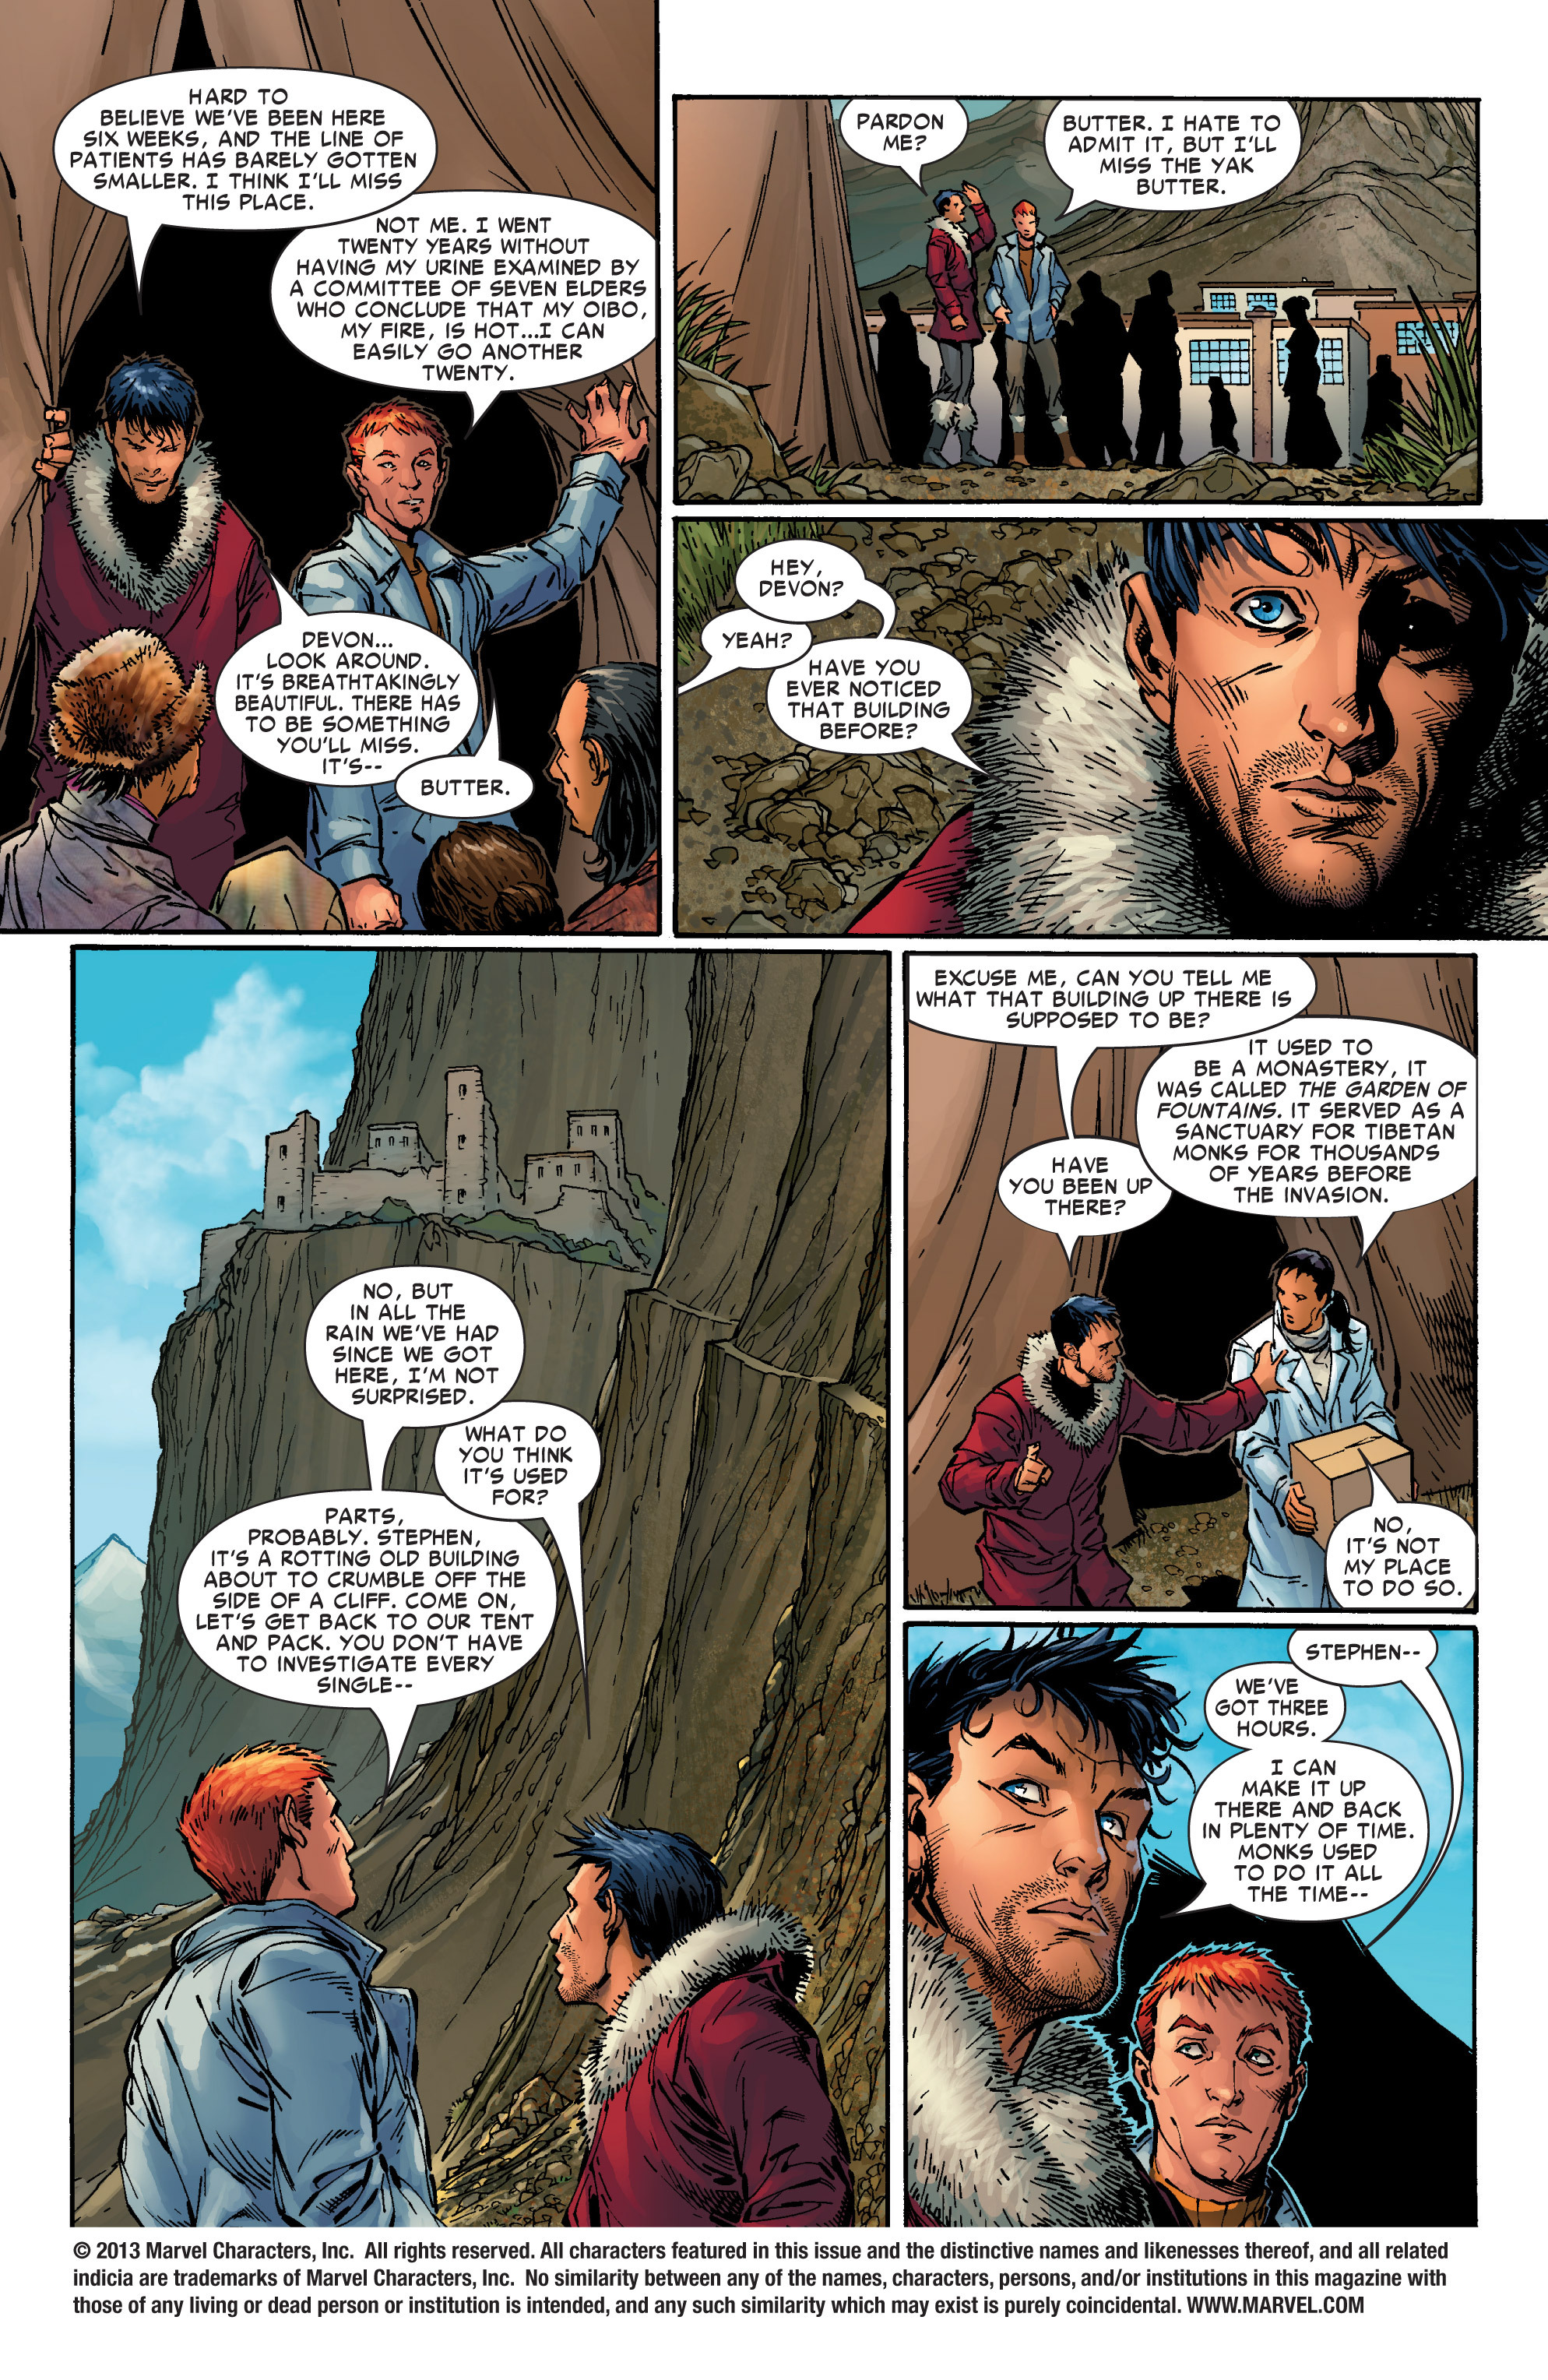 HARD TO
BELIEVE WE'VE BEEN HERE
SIX WEEKS, AND THE LINE OF
PATIENTS HAS BARELY GOTTEN
SMALLER. I THINK I'LL MISS
THIS PLACE.
NOT ME. I WENT
TWENTY YEARS WITHOUT
HAVING MY URINE EXAMINED BY
A COMMITTEE OF SEVEN ELDERS
WHO CONCLUDE THAT MY OIBO,
MY FIRE, IS HOT...I CAN
EASILY GO ANOTHER
TWENTY.
DEVON...
LOOK AROUND.
IT'S BREATHTAKINGLY
BEAUTIFUL. THERE HAS
TO BE SOMETHING
YOU'LL MISS.
IT'S--
BUTTER.
PARDON
ME?
BUTTER. I HATE TO
ADMIT IT, BUT I'LL
MISS THE YAK
BUTTER.
HEY,
DEVON?
YEAH?
HAVE YOU
EVER NOTICED
THAT BUILDING
BEFORE?
NO, BUT
IN ALL THE
RAIN WE'VE HAD
SINCE WE GOT
HERE, I'M NOT
SURPRISED.
WHAT DO
YOU THINK
IT'S USED
FOR?
PARTS,
PROBABLY. STEPHEN,
IT'S A ROTTING OLD BUILDING
ABOUT TO CRUMBLE OFF THE
SIDE OF A CLIFF. COME ON,
LET'S GET BACK TO OUR TENT
AND PACK. YOU DON'T HAVE
TO INVESTIGATE EVERY
SINGLE--
EXCUSE ME, CAN YOU TELL ME
WHAT THAT BUILDING UP THERE IS
SUPPOSED TO BE?
IT USED TO
BE A MONASTERY, IT
WAS CALLED THE GARDEN OF
FOUNTAINS. IT SERVED AS A
SANCTUARY FOR TIBETAN
MONKS FOR THOUSANDS
OF YEARS BEFORE
THE INVASION.
HAVE
YOU BEEN UP
THERE?
NO,
IT'S NOT
MY PLACE
TO DO SO.
STEPHEN--
WE'VE
GOT THREE
HOURS.
I CAN
MAKE IT UP
THERE AND BACK
IN PLENTY OF TIME.
MONKS USED
TO DO IT ALL
THE TIME--
© 2013 Marvel Characters, Inc. All rights reserved. All characters featured in this issue and the distinctive names and likenesses thereof, and all related
indicia are trademarks of Marvel Characters, Inc. No similarity between any of the names, characters, persons, and/or institutions in this magazine with
those of any living or dead person or institution is intended, and any such similarity which may exist is purely coincidental. WWW.MARVEL.COM